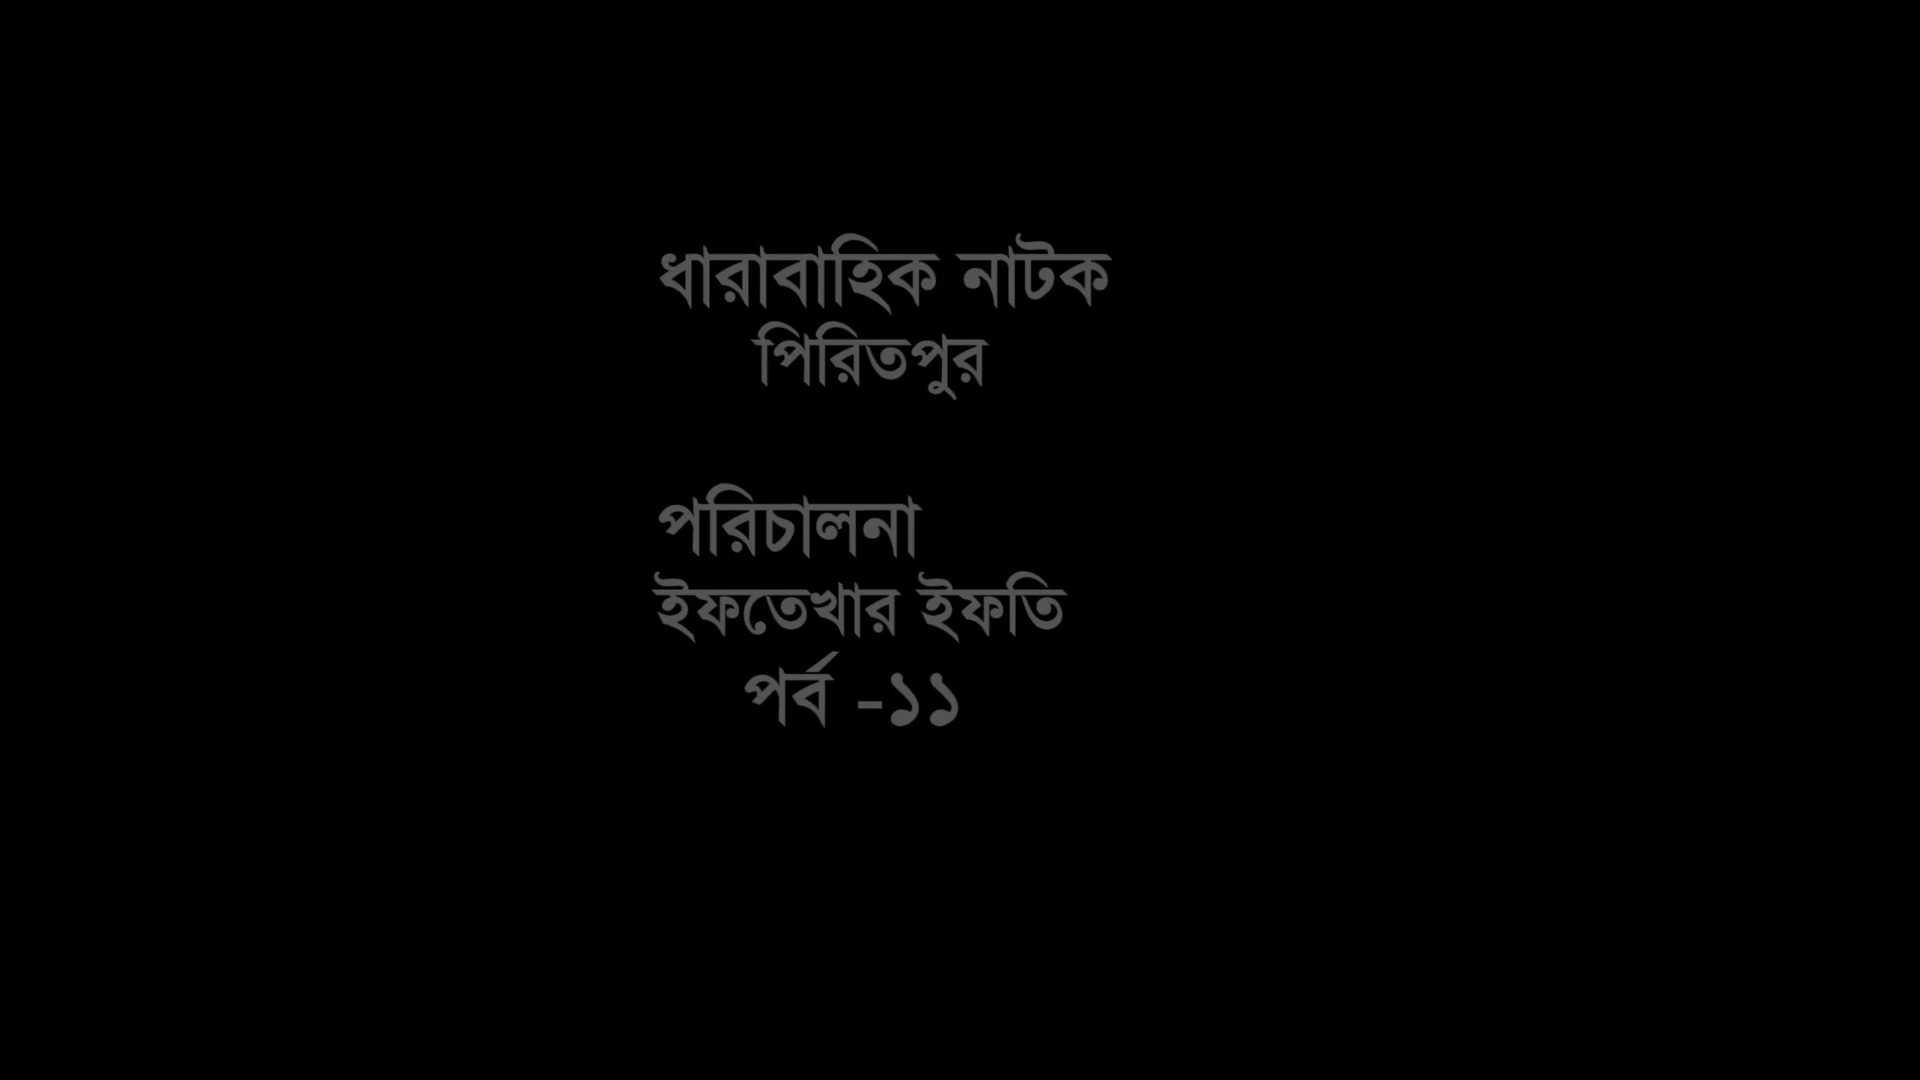 ধারাবাহিক নাটক
পিরিতপুর
পরিচালনা
ইফতেখার ইফতি
পর্ব -১১